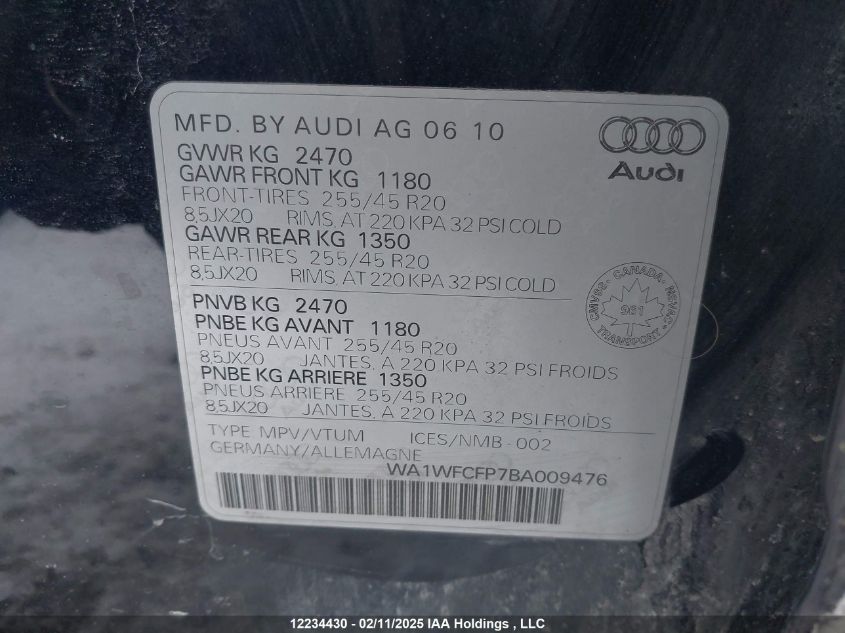 MFD. BY AUDI AG 06 10
Audi
GVWR KG 2470
GAWR FRONT KG 1180
FRONT-TIRES 255/45 R20
8,5JX20 RIMS, AT 220 KPA 32 PSI COLD
GAWR REAR KG 1350
REAR-TIRES 255/45 R20
8,5JX20 RIMS, AT 220 KPA 32 PSI COLD
CANADA
CMVSS - NSVAC
961
TRANSPORT
PNVB KG 2470
PNBE KG AVANT 1180
PNEUS AVANT 255/45 R20
8,5JX20 JANTES, A 220 KPA 32 PSI FROIDS
PNBE KG ARRIERE 1350
PNEUS ARRIERE 255/45 R20
8,5JX20 JANTES, A 220 KPA 32 PSI FROIDS
TYPE MPV/VTUM ICES/NMB-002
GERMANY/ALLEMAGNE
WA1WFCFP7BA009476
12234430 - 02/11/2025 IAA Holdings , LLC